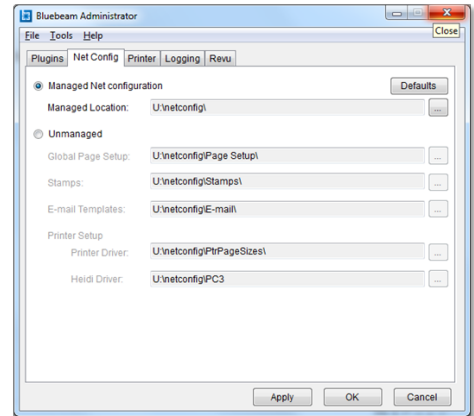 Bluebeam Administrator
Close
File Tools Help
Plugins Net Config Printer Logging Revu
Managed Net configuration Defaults
Managed Location: U:\netconfig\ ...
Unmanaged
Global Page Setup: U:\netconfig\Page Setup\ ...
Stamps: U:\netconfig\Stamps\ ...
E-mail Templates: U:\netconfig\E-mail\ ...
Printer Setup
Printer Driver: U:\netconfig\PtrPageSizes\ ...
Heidi Driver: U:\netconfig\PC3 ...
Apply OK Cancel